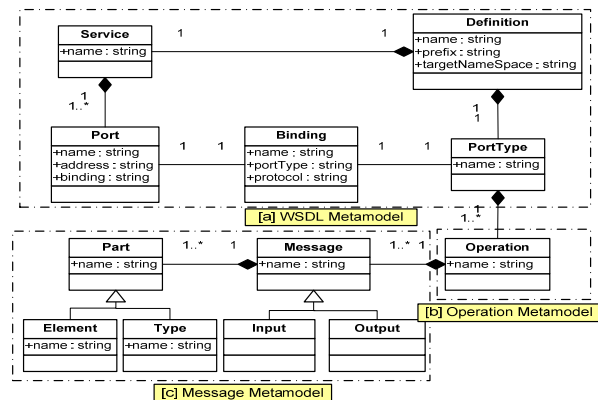 Definition
+name : string
+prefix : string
+targetNameSpace : string
Service
+name : string
1
1
1
1..*
1
1
Port
+name : string
+address : string
+binding : string
1
1
Binding
+name : string
+portType : string
+protocol : string
1
1
PortType
+name : string
1
1..*
[a] WSDL Metamodel
Part
+name : string
1..*
1
Message
+name : string
1..*
1
Operation
+name : string
[b] Operation Metamodel
Element
+name : string
Type
+name : string
Input
Output
[c] Message Metamodel